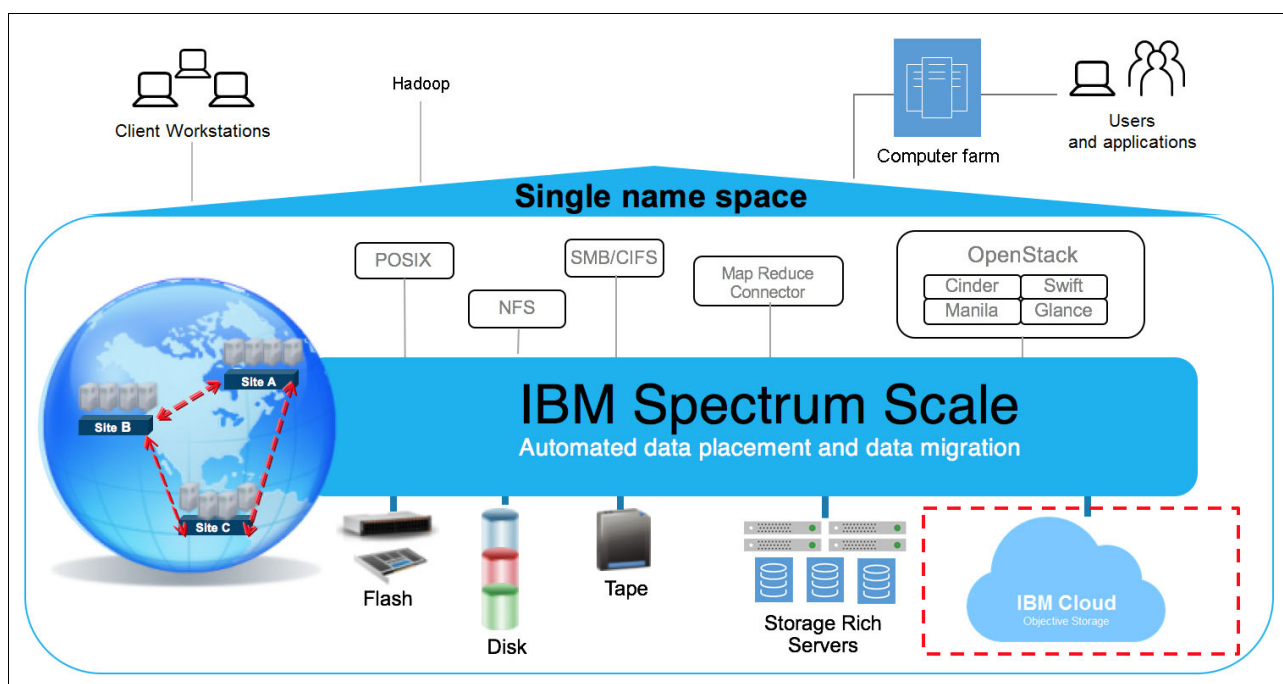 Client Workstations
Hadoop
Computer farm
Users
and applications
Single name space
POSIX
NFS
SMB/CIFS
Map Reduce
Connector
OpenStack
Cinder
Swift
Manila
Glance
Site A
Site B
Site C
IBM Spectrum Scale
Automated data placement and data migration
Flash
Disk
Tape
Storage Rich
Servers
IBM Cloud
Objective Storage